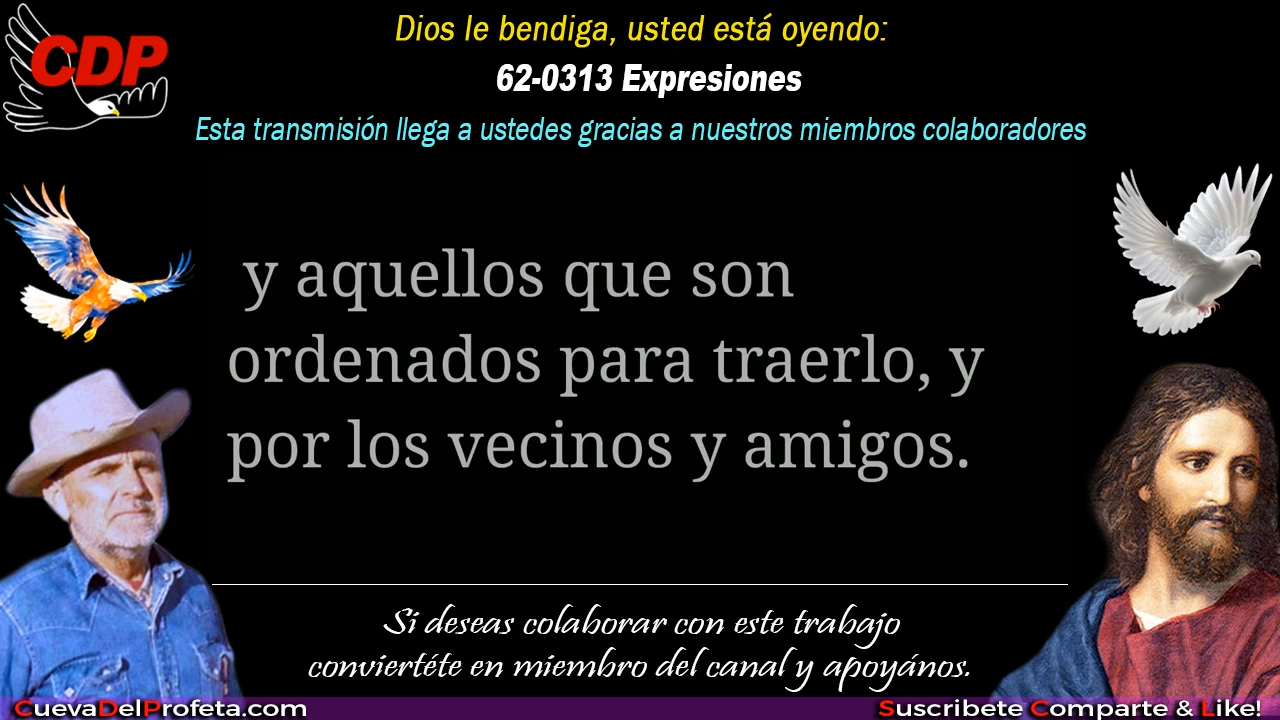 CDP
Dios le bendiga, usted está oyendo:
62-0313 Expresiones
Esta transmisión llega a ustedes gracias a nuestros miembros colaboradores
y aquellos que son
ordenados para traerlo, y
por los vecinos y amigos.
Si deseas colaborar con este trabajo
conviertéte en miembro del canal y apoyános.
CuevaDelProfeta.com
Suscribete Comparte & Like!